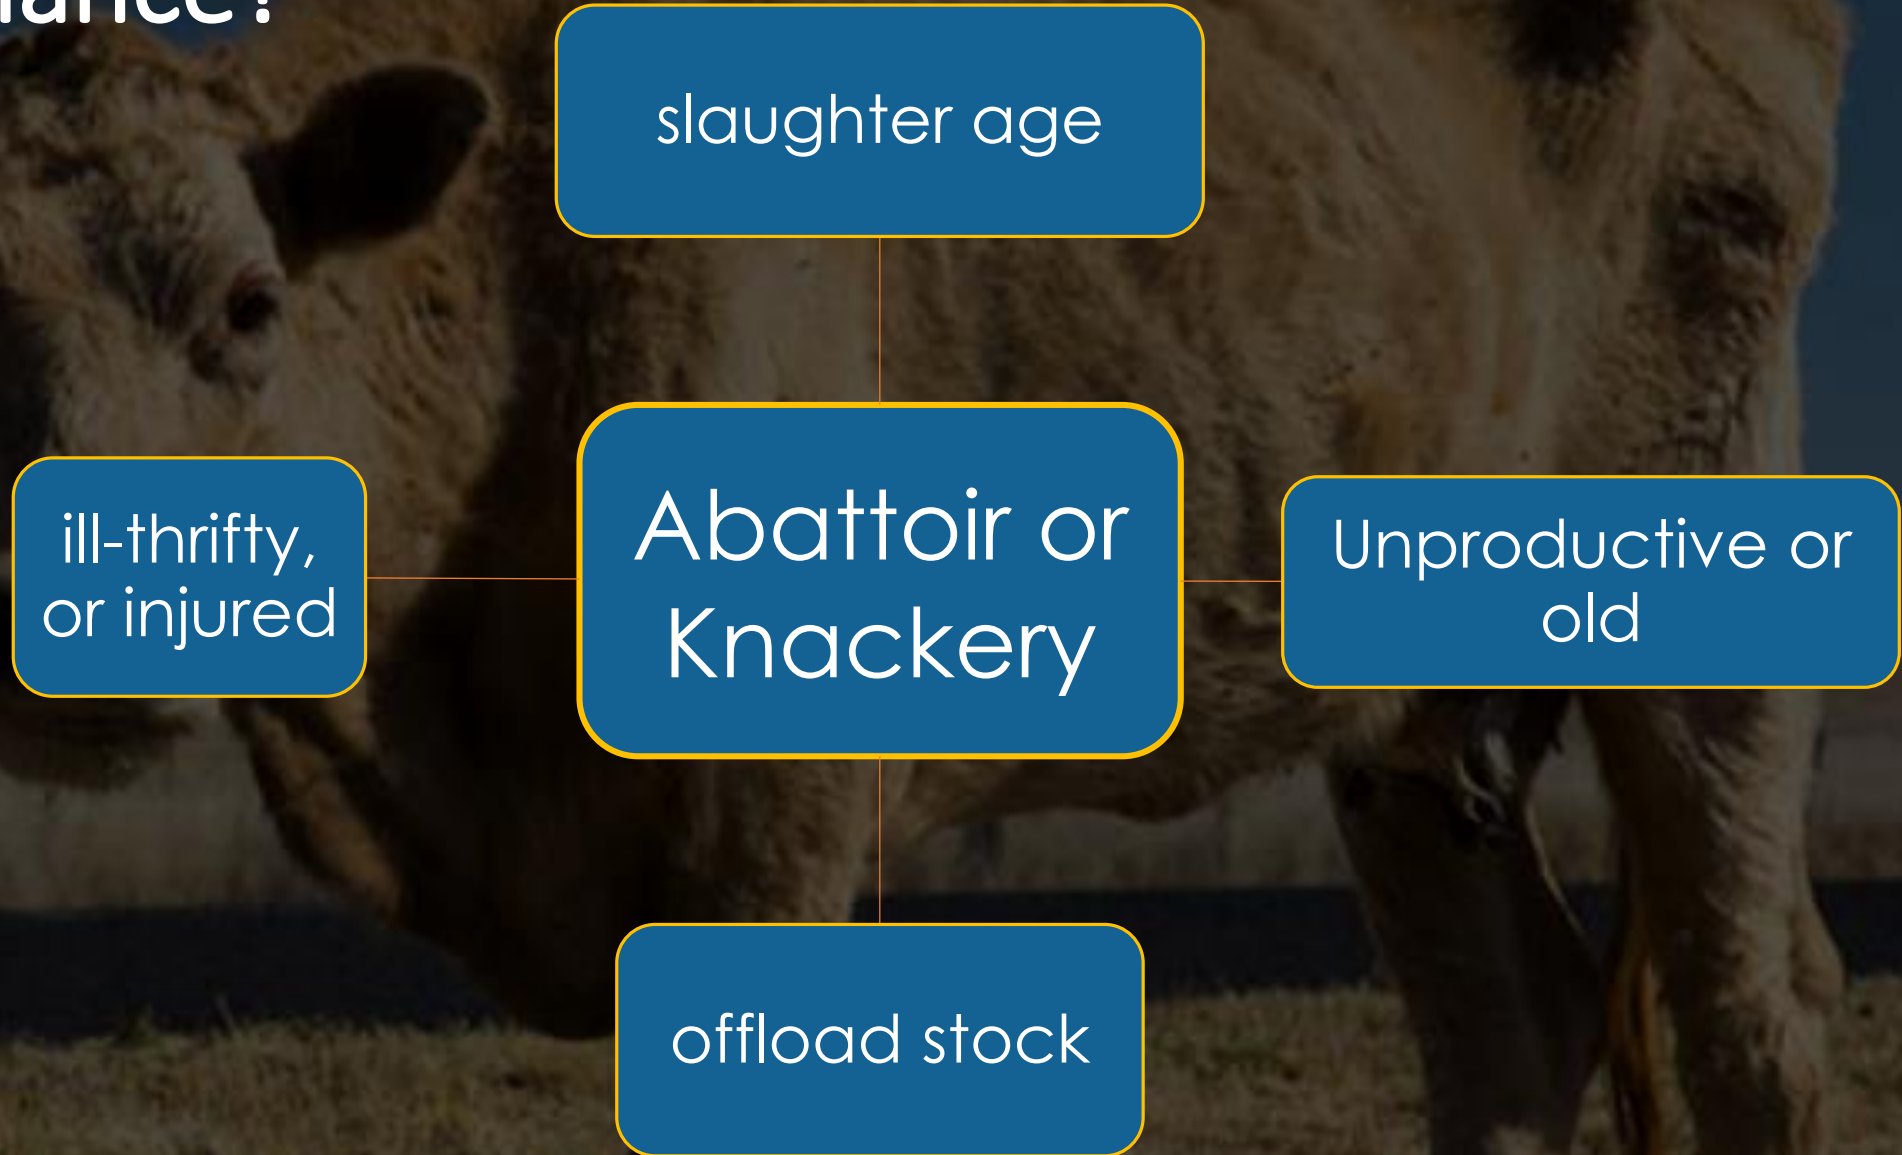 slaughter age
ill-thrifty,
or injured
Abattoir or
Knackery
Unproductive or
old
offload stock